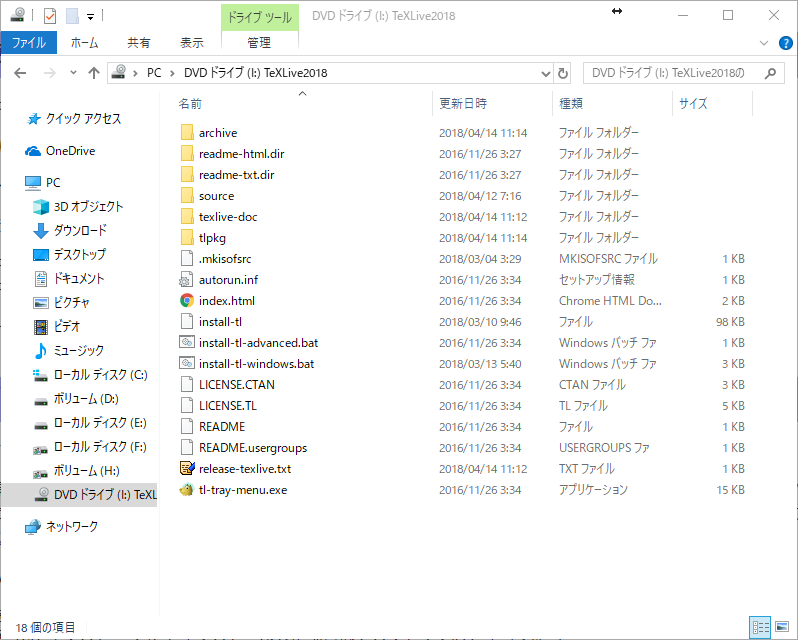 ドライブ ツール
DVD ドライブ (I:) TeXLive2018
ファイル
ホーム
共有
表示
管理
PC
DVD ドライブ (I:) TeXLive2018
DVD ドライブ (I:) TeXLive2018の
名前 更新日時 種類 サイズ
クイック アクセス
OneDrive
PC
3D オブジェクト
ダウンロード
デスクトップ
ドキュメント
ピクチャ
ビデオ
ミュージック
ローカル ディスク (C:)
ボリューム (D:)
ローカル ディスク (E:)
ローカル ディスク (F:)
ボリューム (H:)
DVD ドライブ (I:) TeXL
ネットワーク
archive 2018/04/14 11:14 ファイル フォルダー
readme-html.dir 2016/11/26 3:27 ファイル フォルダー
readme-txt.dir 2016/11/26 3:27 ファイル フォルダー
source 2018/04/12 7:16 ファイル フォルダー
texlive-doc 2018/04/14 11:12 ファイル フォルダー
tlpkg 2018/04/14 11:14 ファイル フォルダー
.mkisofsrc 2018/03/04 3:29 MKISOFSRC ファイル 1 KB
autorun.inf 2016/11/26 3:34 セットアップ情報 1 KB
index.html 2016/11/26 3:34 Chrome HTML Do... 2 KB
install-tl 2018/03/10 9:46 ファイル 98 KB
install-tl-advanced.bat 2016/11/26 3:34 Windows バッチ ファ 1 KB
install-tl-windows.bat 2018/03/13 5:40 Windows バッチ ファ 3 KB
LICENSE.CTAN 2016/11/26 3:34 CTAN ファイル 3 KB
LICENSE.TL 2016/11/26 3:34 TL ファイル 5 KB
README 2016/11/26 3:34 ファイル 1 KB
README.usergroups 2016/11/26 3:34 USERGROUPS ファ 1 KB
release-texlive.txt 2018/04/14 11:12 TXT ファイル 1 KB
tl-tray-menu.exe 2016/11/26 3:34 アプリケーション 15 KB
18 個の項目